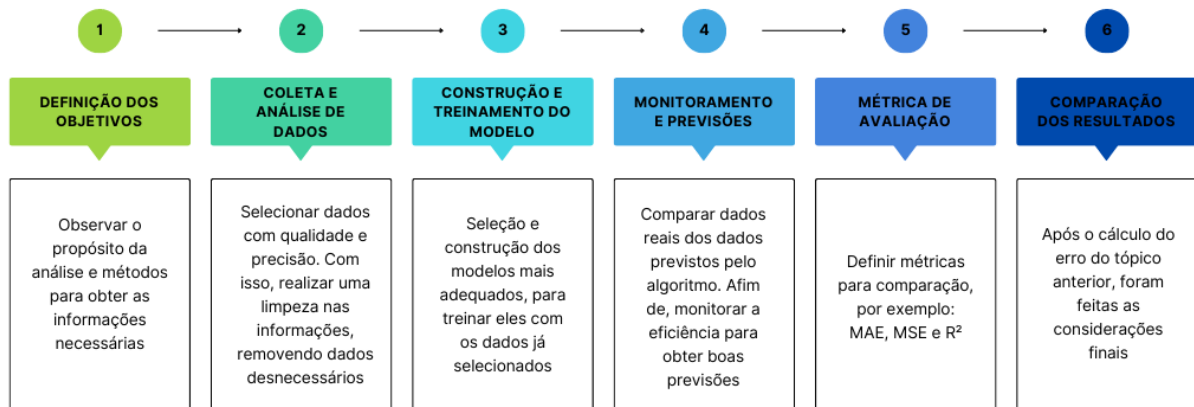 1
2
3
4
5
6
DEFINIÇÃO DOS
OBJETIVOS
COLETA E
ANÁLISE DE
DADOS
CONSTRUÇÃO E
TREINAMENTO DO
MODELO
MONITORAMENTO
E PREVISÕES
MÉTRICA DE
AVALIAÇÃO
COMPARAÇÃO
DOS RESULTADOS
Observar o
propósito da
análise e métodos
para obter as
informações
necessárias
Selecionar dados
com qualidade e
precisão. Com
isso, realizar uma
limpeza nas
informações,
removendo dados
desnecessários
Seleção e
construção dos
modelos mais
adequados, para
treinar eles com
os dados já
selecionados
Comparar dados
reais dos dados
previstos pelo
algoritmo. Afim
de, monitorar a
eficiência para
obter boas
previsões
Definir métricas
para comparação,
por exemplo:
MAE, MSE e R²
Após o cálculo do
erro do tópico
anterior, foram
feitas as
considerações
finais